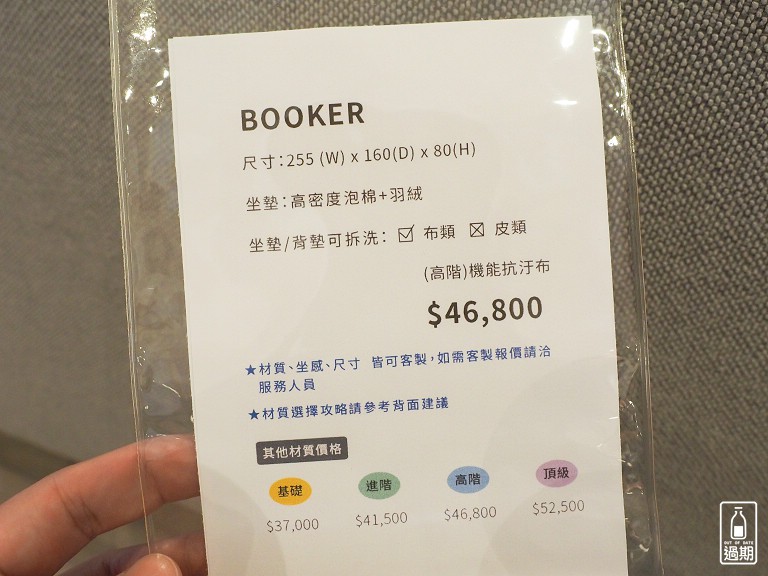 BOOKER
尺寸:255 (W) x 160(D) x 80(H)
坐墊:高密度泡棉+羽絨
坐墊/背墊可拆洗: ☑ 布類 ☒ 皮類
(高階)機能抗汙布
$46,800
★材質、坐感、尺寸 皆可客製,如需客製報價請洽
服務人員
★材質選擇攻略請參考背面建議
其他材質價格
基礎 進階 高階 頂級
$37,000 $41,500 $46,800 $52,500
OUT OF DATE
過期